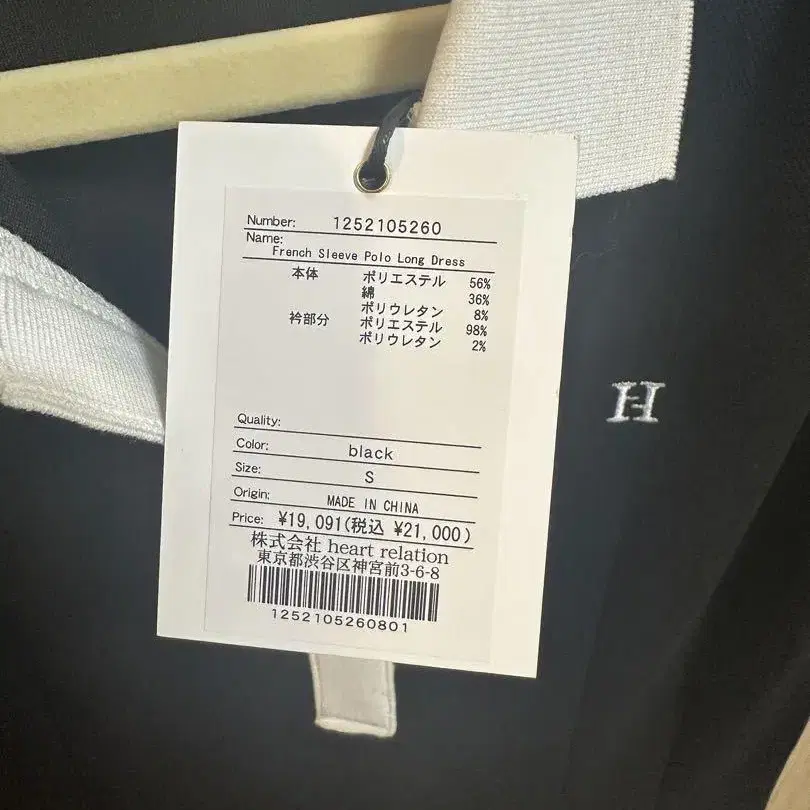 Number: 1252105260
Name:
French Sleeve Polo Long Dress
本体 ポリエステル 56%
綿 36%
ポリウレタン 8%
衿部分 ポリエステル 98%
ポリウレタン 2%
Quality:
Color: black
Size: S
Origin: MADE IN CHINA
Price: ¥19,091(税込 ¥21,000)
株式会社 heart relation
東京都渋谷区神宮前3-6-8
1252105260801
H